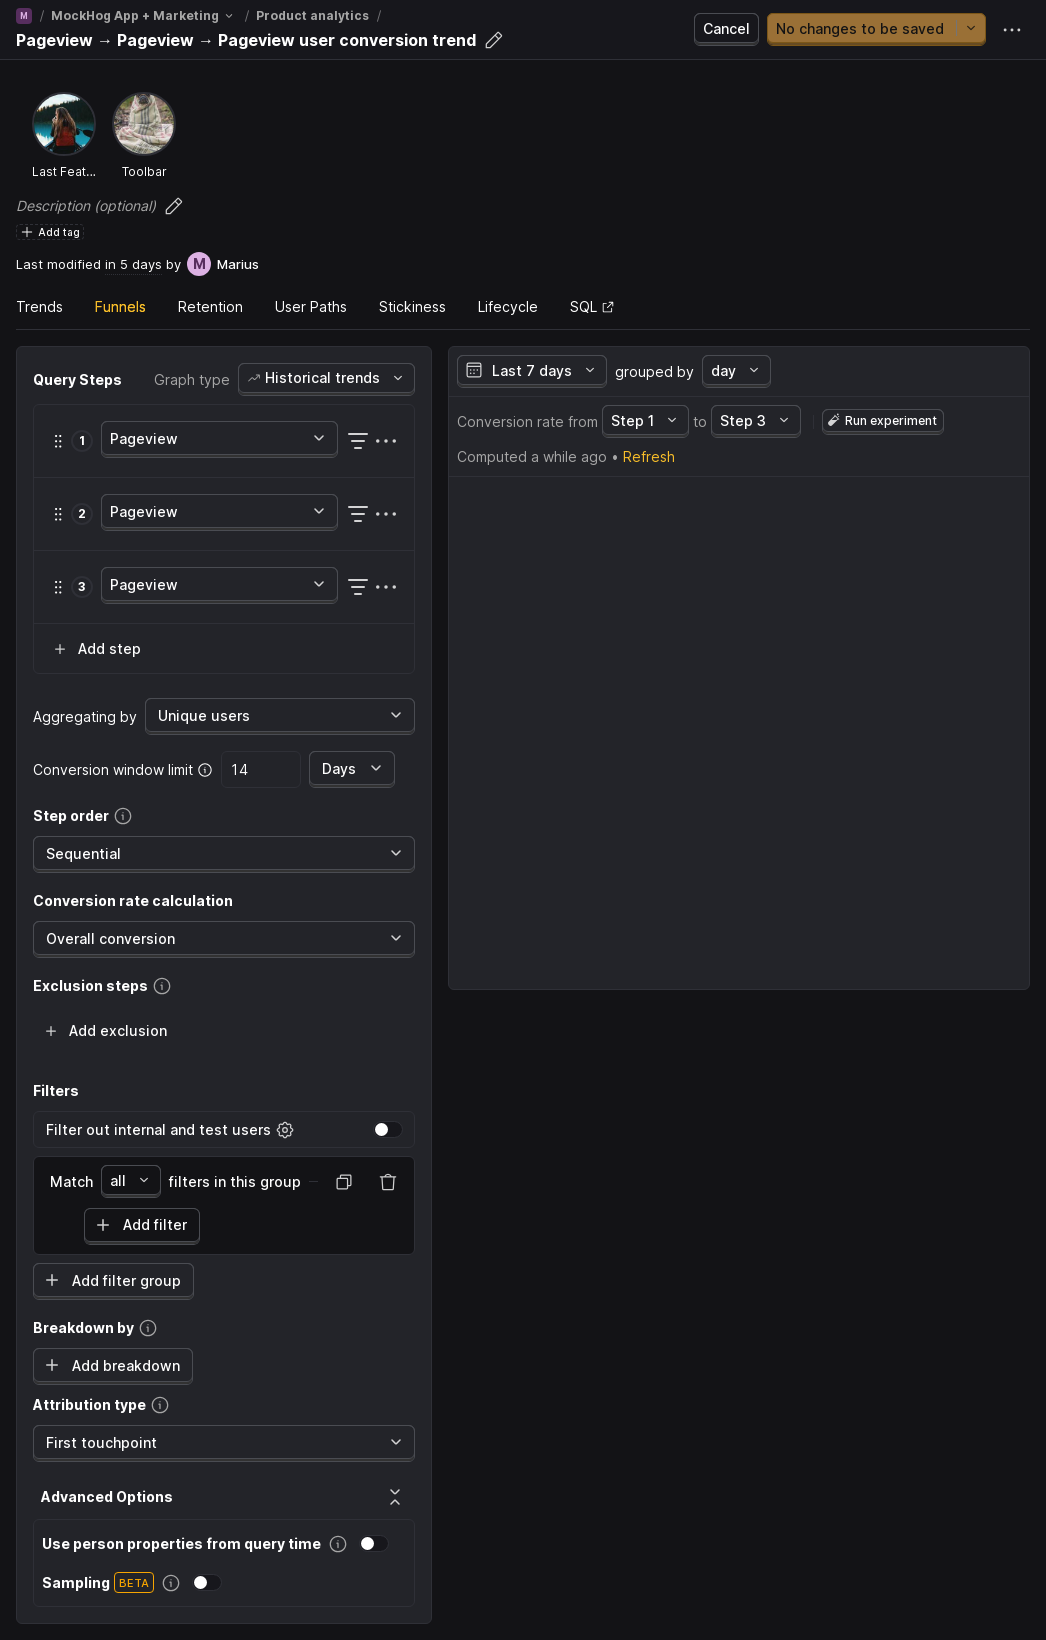 M / MockHog App + Marketing / Product analytics /
Pageview → Pageview → Pageview user conversion trend
Cancel
No changes to be saved
Last Feat...
Toolbar
Description (optional)
Add tag
Last modified in 5 days by M Marius
Trends Funnels Retention User Paths Stickiness Lifecycle SQL
Query Steps Graph type Historical trends
1 Pageview
2 Pageview
3 Pageview
Add step
Aggregating by Unique users
Conversion window limit 14 Days
Step order
Sequential
Conversion rate calculation
Overall conversion
Exclusion steps
Add exclusion
Filters
Filter out internal and test users
Match all filters in this group
Add filter
Add filter group
Breakdown by
Add breakdown
Attribution type
First touchpoint
Advanced Options
Use person properties from query time
Sampling BETA
Last 7 days grouped by day
Conversion rate from Step 1 to Step 3 Run experiment
Computed a while ago • Refresh